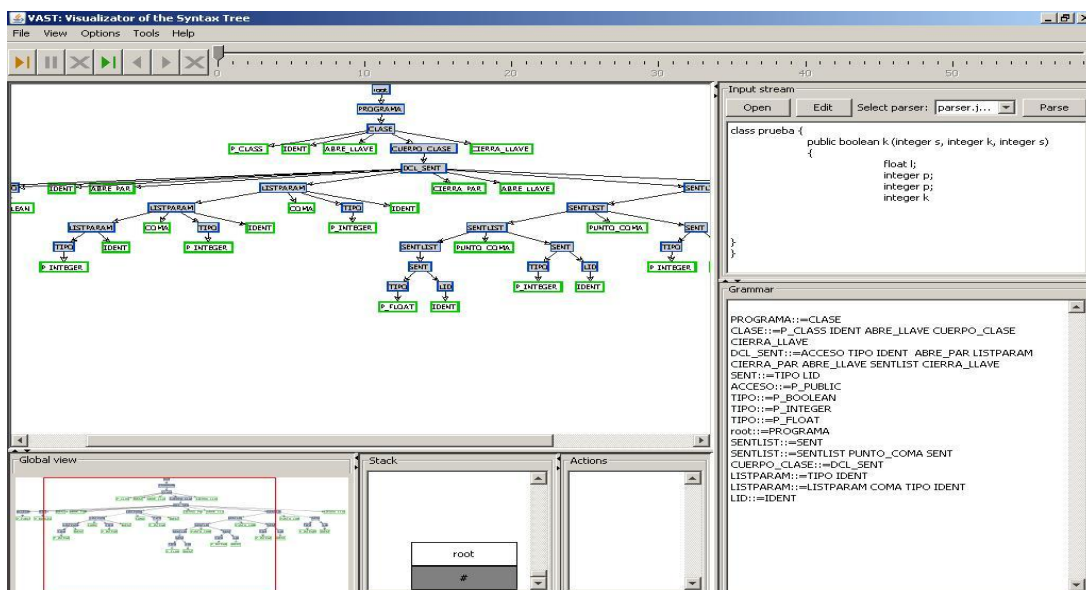 VAST: Visualizator of the Syntax Tree
File View Options Tools Help
0 10 20 30 40 50
root
PROGRAMA
CLASE
P_CLASS IDENT ABRE_LLAVE CUERPO_CLASE CIERRA_LLAVE
DCL_SENT
IDENT ABRE_PAR LISTPARAM CIERRA_PAR ABRE_LLAVE SENTL
LEAN LISTPARAM COMA TIPO IDENT SENTLIST
LISTPARAM COMA TIPO IDENT P_INTEGER SENTLIST PUNTO_COMA SENT
TIPO IDENT P_INTEGER SENTLIST PUNTO_COMA SENT TIPO
P_INTEGER SENT TIPO LID P_INTEGER
TIPO LID P_INTEGER IDENT
P_FLOAT IDENT
Input stream
Open Edit Select parser: parser.j... Parse
class prueba {
public boolean k (integer s, integer k, integer s)
{
float l;
integer p;
integer p;
integer k
}
}
Grammar
PROGRAMA::=CLASE
CLASE::=P_CLASS IDENT ABRE_LLAVE CUERPO_CLASE
CIERRA_LLAVE
DCL_SENT::=ACCESO TIPO IDENT ABRE_PAR LISTPARAM
CIERRA_PAR ABRE_LLAVE SENTLIST CIERRA_LLAVE
SENT::=TIPO LID
ACCESO::=P_PUBLIC
TIPO::=P_BOOLEAN
TIPO::=P_INTEGER
TIPO::=P_FLOAT
root::=PROGRAMA
SENTLIST::=SENT
SENTLIST::=SENTLIST PUNTO_COMA SENT
CUERPO_CLASE::=DCL_SENT
LISTPARAM::=TIPO IDENT
LISTPARAM::=LISTPARAM COMA TIPO IDENT
LID::=IDENT
Global view
Stack
root
#
Actions